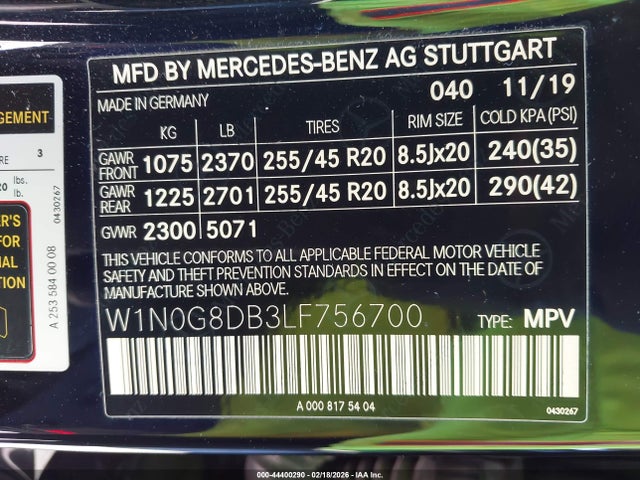 MFD BY MERCEDES-BENZ AG STUTTGART
MADE IN GERMANY 040 11/19
KG LB TIRES RIM SIZE COLD KPA (PSI)
GAWR FRONT 1075 2370 255/45 R20 8.5Jx20 240(35)
GAWR REAR 1225 2701 255/45 R20 8.5Jx20 290(42)
GVWR 2300 5071
THIS VEHICLE CONFORMS TO ALL APPLICABLE FEDERAL MOTOR VEHICLE
SAFETY AND THEFT PREVENTION STANDARDS IN EFFECT ON THE DATE OF
MANUFACTURE SHOWN ABOVE.
W1N0G8DB3LF756700 TYPE: MPV
A 000 817 54 04
0430267
3
lbs.
lb.
0430267
FOR
A 253 584 00 08
000-44400290 - 02/18/2026 - IAA Inc.